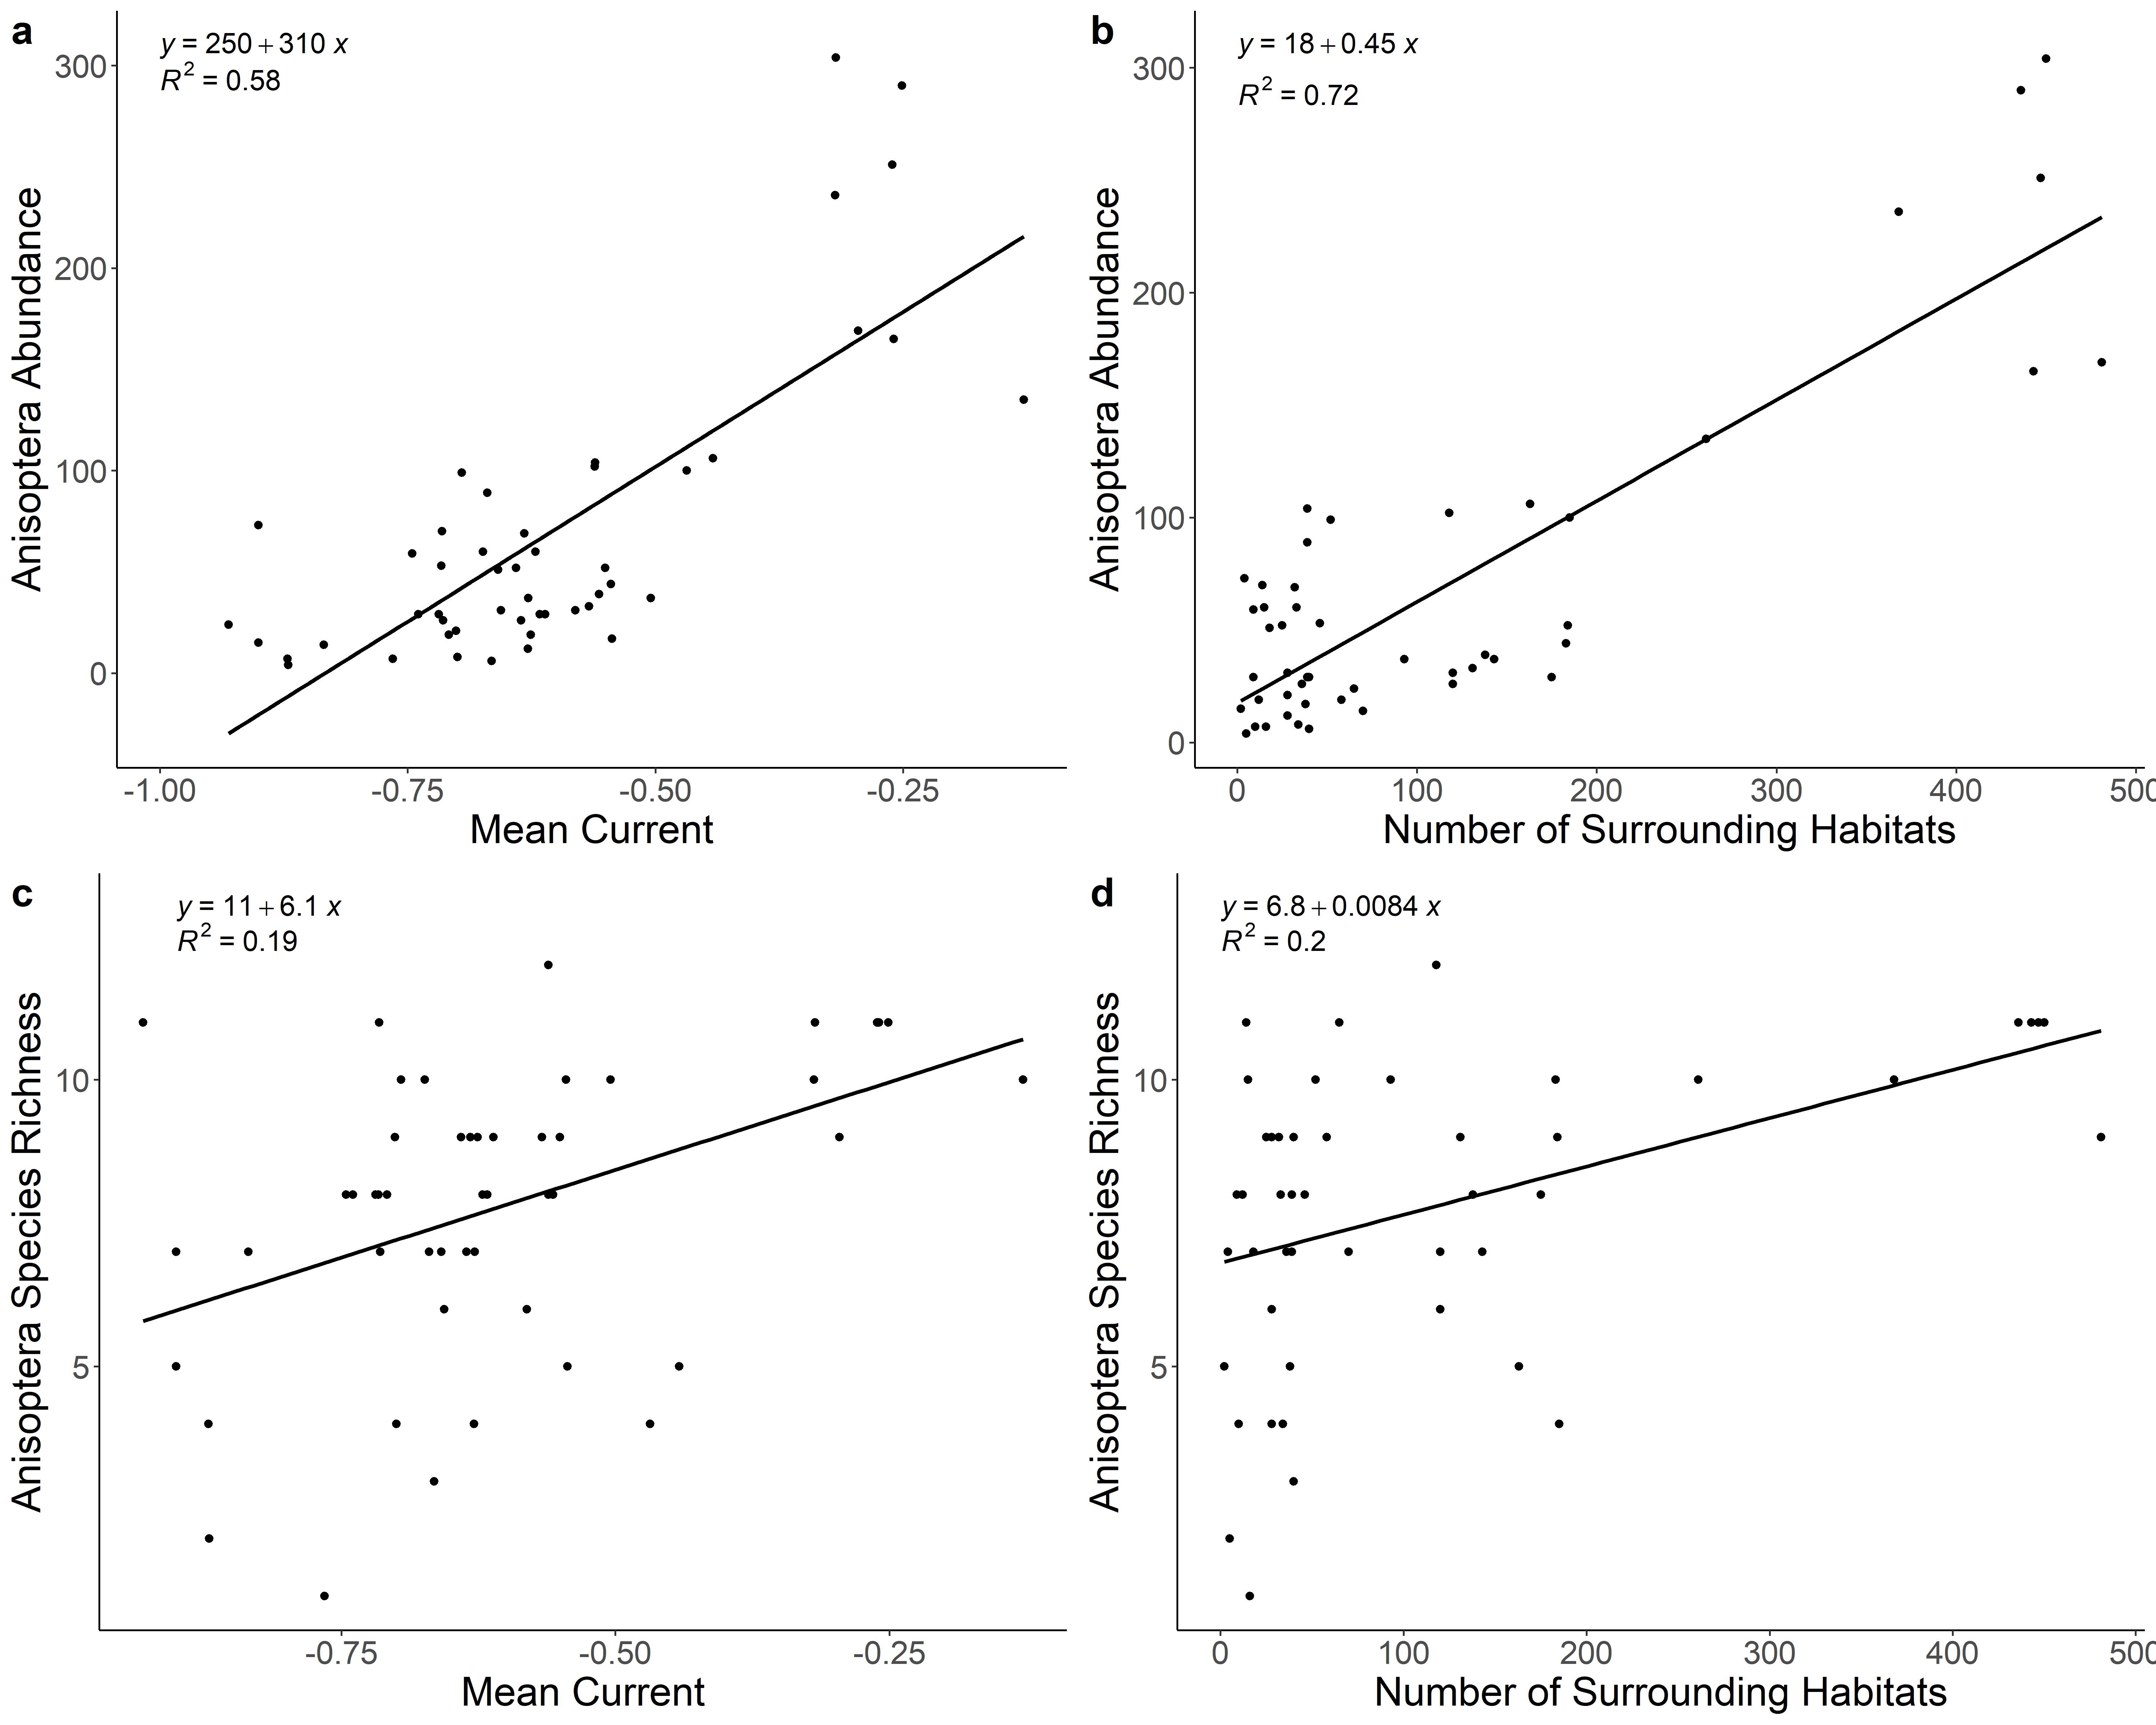 a
y = 250 + 310 x
R² = 0.58
300
200
100
0
Anisoptera Abundance
-1.00 -0.75 -0.50 -0.25
Mean Current
b
y = 18 + 0.45 x
R² = 0.72
300
200
100
0
Anisoptera Abundance
0 100 200 300 400 500
Number of Surrounding Habitats
c
y = 11 + 6.1 x
R² = 0.19
10
5
Anisoptera Species Richness
-0.75 -0.50 -0.25
Mean Current
d
y = 6.8 + 0.0084 x
R² = 0.2
10
5
Anisoptera Species Richness
0 100 200 300 400 500
Number of Surrounding Habitats